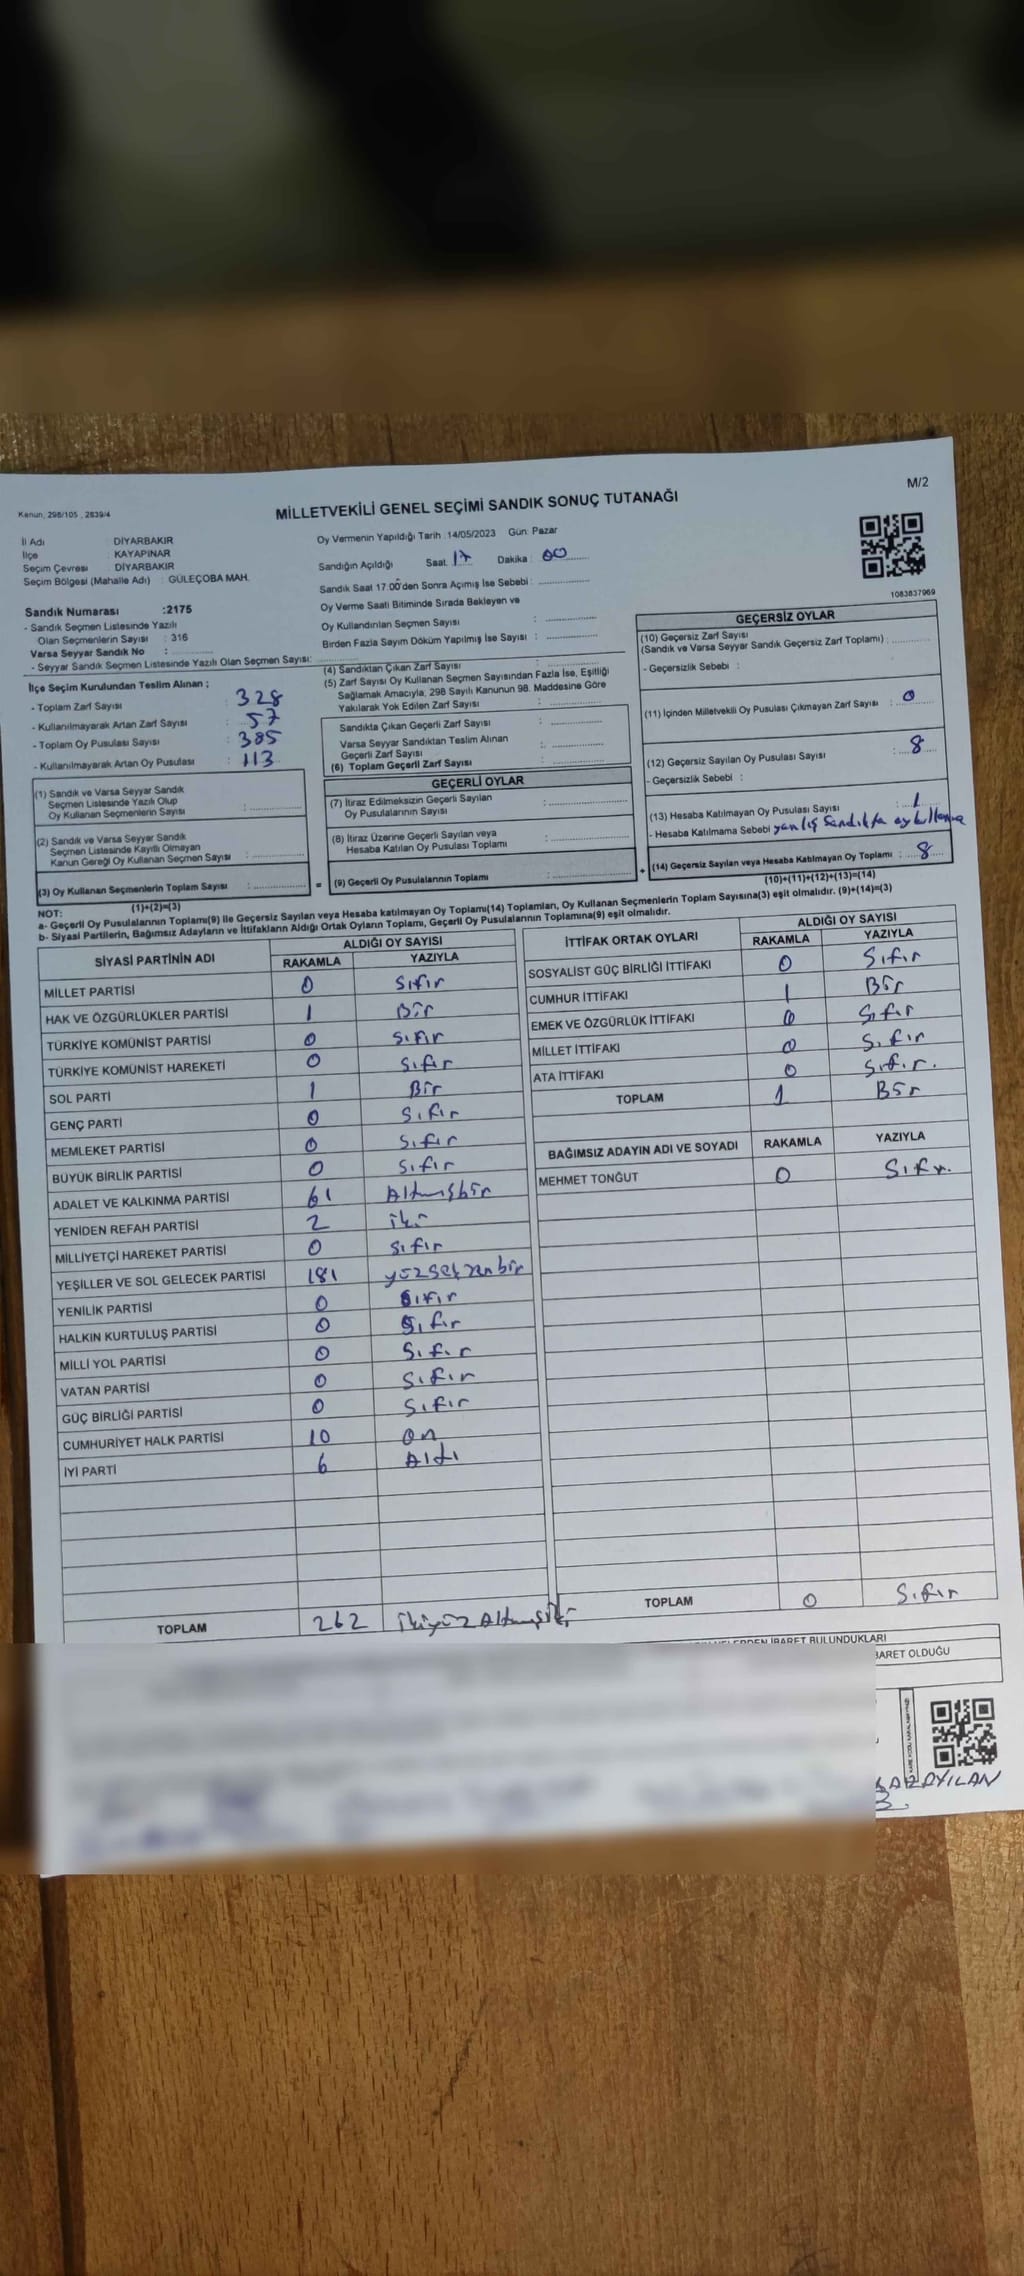 M/2
Kanun, 298/105 , 2839/4
MİLLETVEKİLİ GENEL SEÇİMİ SANDIK SONUÇ TUTANAĞI
İl Adı : DİYARBAKIR
İlçe : KAYAPINAR
Seçim Çevresi : DİYARBAKIR
Seçim Bölgesi (Mahalle Adı) : GÜLEÇOBA MAH.
Oy Vermenin Yapıldığı Tarih : 14/05/2023 Gün: Pazar
Sandığın Açıldığı Saat: 17 Dakika : 00
Sandık Saat 17:00'den Sonra Açımış İse Sebebi :
Oy Verme Saati Bitiminde Sırada Bekleyen ve
Oy Kullandırılan Seçmen Sayısı :
Birden Fazla Sayım Döküm Yapılmış İse Sayısı :
1083837969
Sandık Numarası :2175
- Sandık Seçmen Listesinde Yazılı
Olan Seçmenlerin Sayısı : 316
Varsa Seyyar Sandık No :
- Seyyar Sandık Seçmen Listesinde Yazılı Olan Seçmen Sayısı:
İlçe Seçim Kurulundan Teslim Alınan ;
- Toplam Zarf Sayısı : 328
- Kullanılmayarak Artan Zarf Sayısı : 57
- Toplam Oy Pusulası Sayısı : 385
- Kullanılmayarak Artan Oy Pusulası : 113
(1) Sandık ve Varsa Seyyar Sandık
Seçmen Listesinde Yazılı Olup
Oy Kullanan Seçmenlerin Sayısı :
(2) Sandık ve Varsa Seyyar Sandık
Seçmen Listesinde Kayıtlı Olmayan
Kanun Gereği Oy Kullanan Seçmen Sayısı :
(3) Oy Kullanan Seçmenlerin Toplam Sayısı :
(1)+(2)=(3)
(4) Sandıktan Çıkan Zarf Sayısı :
(5) Zarf Sayısı Oy Kullanan Seçmen Sayısından Fazla İse, Eşitliği
Sağlamak Amacıyla, 298 Sayılı Kanunun 98. Maddesine Göre
Yakılarak Yok Edilen Zarf Sayısı :
Sandıkta Çıkan Geçerli Zarf Sayısı :
Varsa Seyyar Sandıktan Teslim Alınan
Geçerli Zarf Sayısı :
(6) Toplam Geçerli Zarf Sayısı :
GEÇERLİ OYLAR
(7) İtiraz Edilmeksizin Geçerli Sayılan
Oy Pusulalarının Sayısı :
(8) İtiraz Üzerine Geçerli Sayılan veya
Hesaba Katılan Oy Pusulası Toplamı :
= (9) Geçerli Oy Pusulalarının Toplamı :
GEÇERSİZ OYLAR
(10) Geçersiz Zarf Sayısı
(Sandık ve Varsa Seyyar Sandık Geçersiz Zarf Toplamı) :
- Geçersizlik Sebebi :
(11) İçinden Milletvekili Oy Pusulası Çıkmayan Zarf Sayısı : 0
(12) Geçersiz Sayılan Oy Pusulası Sayısı : 8
- Geçersizlik Sebebi :
(13) Hesaba Katılmayan Oy Pusulası Sayısı : 1
- Hesaba Katılmama Sebebi yanlış sandıkta oy kullanma
+ (14) Geçersiz Sayılan veya Hesaba Katılmayan Oy Toplamı : 8
(10)+(11)+(12)+(13)=(14)
NOT:
a- Geçerli Oy Pusulasının Toplamı(9) ile Geçersiz Sayılan veya Hesaba katılmayan Oy Toplamı(14) Toplamları, Oy Kullanan Seçmenlerin Toplam Sayısına(3) eşit olmalıdır. (9)+(14)=(3)
b- Siyasi Partilerin, Bağımsız Adayların ve İttifakların Aldığı Ortak Oyların Toplamı, Geçerli Oy Pusulasının Toplamına(9) eşit olmalıdır.
SİYASİ PARTİNİN ADI ALDIĞI OY SAYISI
RAKAMLA YAZIYLA
MİLLET PARTİSİ 0 Sıfır
HAK VE ÖZGÜRLÜKLER PARTİSİ 1 Bir
TÜRKİYE KOMÜNİST PARTİSİ 0 Sıfır
TÜRKİYE KOMÜNİST HAREKETİ 0 Sıfır
SOL PARTİ 1 Bir
GENÇ PARTİ 0 Sıfır
MEMLEKET PARTİSİ 0 Sıfır
BÜYÜK BİRLİK PARTİSİ 0 Sıfır
ADALET VE KALKINMA PARTİSİ 61 Altmışbir
YENİDEN REFAH PARTİSİ 2 iki
MİLLİYETÇİ HAREKET PARTİSİ 0 Sıfır
YEŞİLLER VE SOL GELECEK PARTİSİ 181 yüzseksenbir
YENİLİK PARTİSİ 0 Sıfır
HALKIN KURTULUŞ PARTİSİ 0 Sıfır
MİLLİ YOL PARTİSİ 0 Sıfır
VATAN PARTİSİ 0 Sıfır
GÜÇ BİRLİĞİ PARTİSİ 0 Sıfır
CUMHURİYET HALK PARTİSİ 10 on
İYİ PARTİ 6 Altı
TOPLAM 262 ikiyüzAltmışiki
İTTİFAK ORTAK OYLARI ALDIĞI OY SAYISI
RAKAMLA YAZIYLA
SOSYALİST GÜÇ BİRLİĞİ İTTİFAKI 0 Sıfır
CUMHUR İTTİFAKI 1 Bir
EMEK VE ÖZGÜRLÜK İTTİFAKI 0 Sıfır
MİLLET İTTİFAKI 0 Sıfır
ATA İTTİFAKI 0 Sıfır.
TOPLAM 1 Bir
BAĞIMSIZ ADAYIN ADI VE SOYADI RAKAMLA YAZIYLA
MEHMET TONĞUT 0 Sıfır.
TOPLAM 0 Sıfır
İBARET BULUNDUKLARI
BARET OLDUĞU